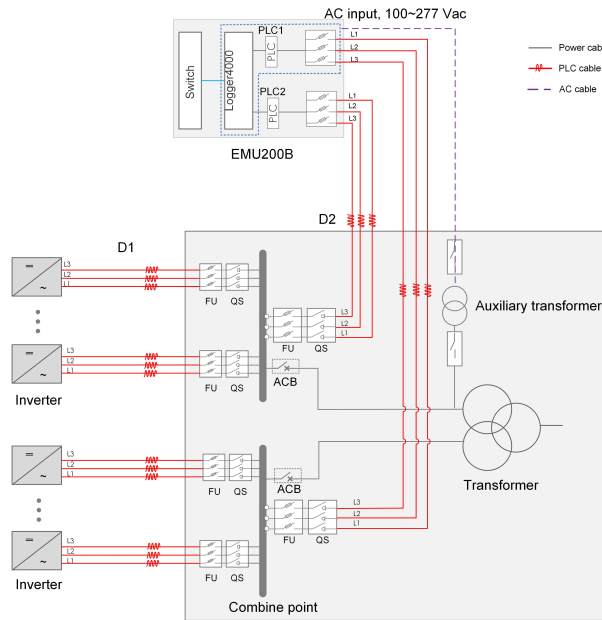 AC input, 100~277 Vac
PLC1
L1
L2
L3
Power cab
PLC cable
AC cable
Switch
Logger4000
PLC
PLC2
PLC
L1
L2
L3
EMU200B
D1
D2
L3
L2
L1
FU
QS
Auxiliary transformer
L3
L2
L1
FU
QS
L3
L2
L1
ACB
FU
QS
Inverter
L3
L2
L1
FU
QS
ACB
Transformer
L3
L2
L1
FU
QS
L3
L2
L1
FU
QS
Inverter
Combine point